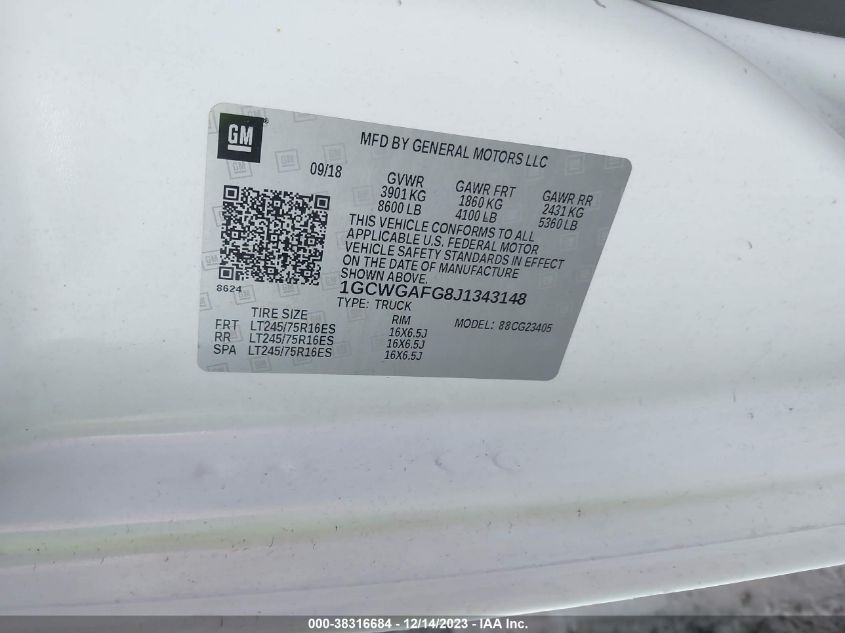 GM
MFD BY GENERAL MOTORS LLC
09/18
GVWR
3901 KG
8600 LB
GAWR FRT
1860 KG
4100 LB
GAWR RR
2431 KG
5360 LB
THIS VEHICLE CONFORMS TO ALL
APPLICABLE U.S. FEDERAL MOTOR
VEHICLE SAFETY STANDARDS IN EFFECT
ON THE DATE OF MANUFACTURE
SHOWN ABOVE
8624
1GCWGAFG8J1343148
TYPE: TRUCK
MODEL: 88CG23405
TIRE SIZE RIM
FRT LT245/75R16ES 16X6.5J
RR LT245/75R16ES 16X6.5J
SPA LT245/75R16ES 16X6.5J
000-38316684 - 12/14/2023 - © IAA Inc.